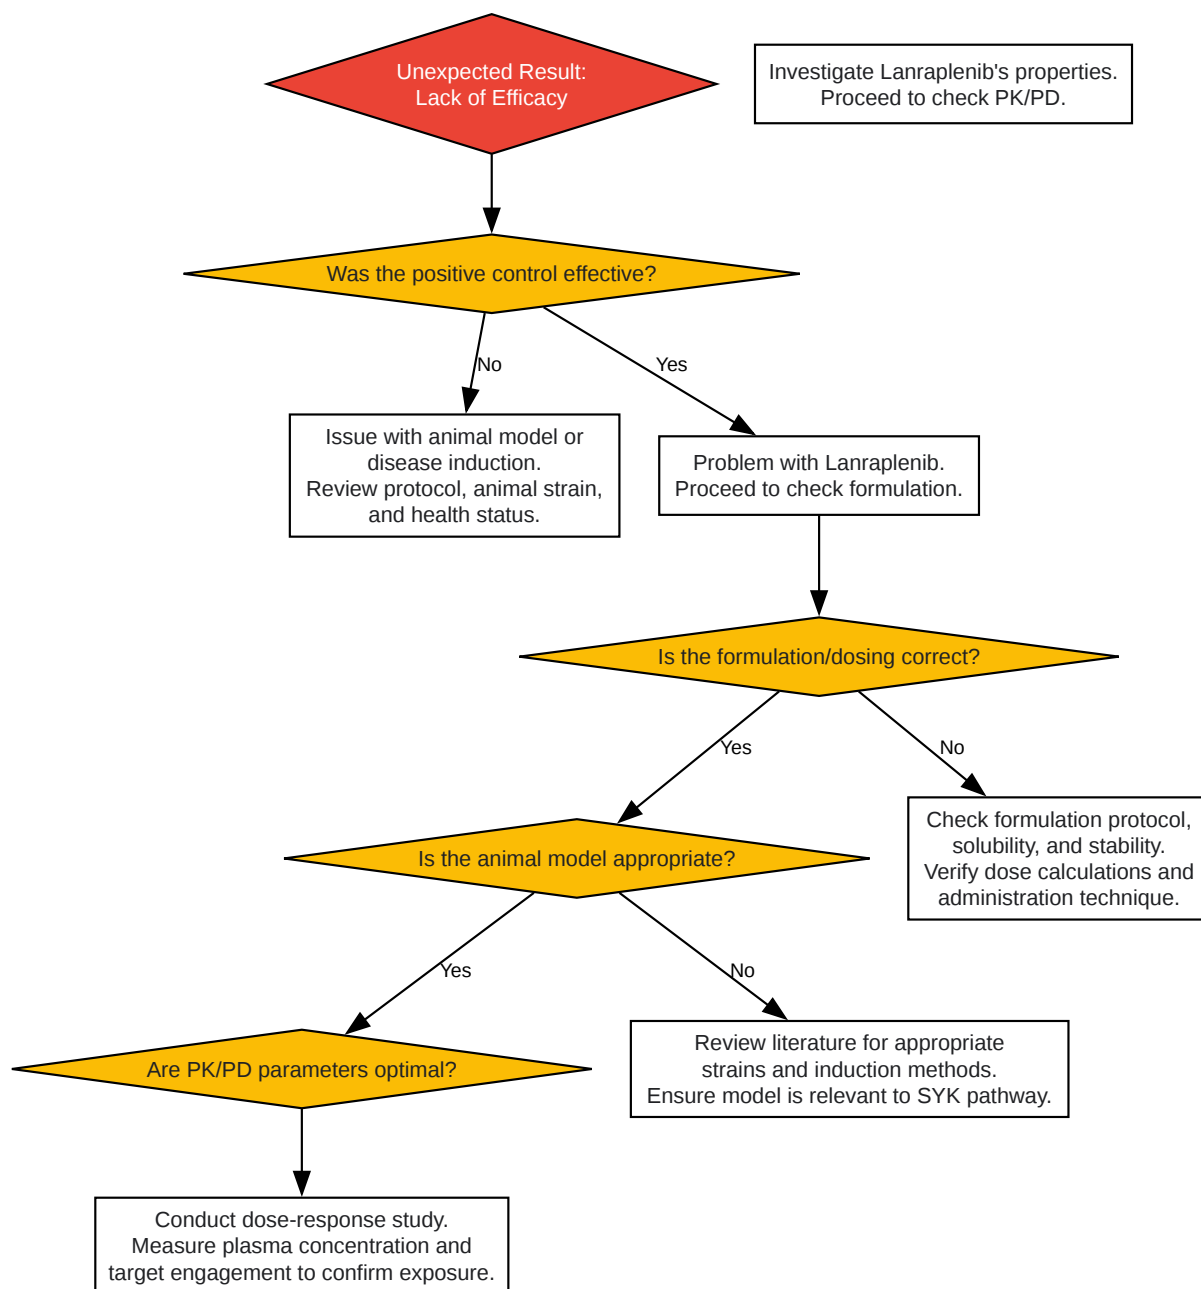 Unexpected Result:
Lack of Efficacy
Investigate Lanraplenib's properties.
Proceed to check PK/PD.
Was the positive control effective?
No
Yes
Issue with animal model or
disease induction.
Review protocol, animal strain,
and health status.
Problem with Lanraplenib.
Proceed to check formulation.
Is the formulation/dosing correct?
Yes
No
Check formulation protocol,
solubility, and stability.
Verify dose calculations and
administration technique.
Is the animal model appropriate?
Yes
No
Review literature for appropriate
strains and induction methods.
Ensure model is relevant to SYK pathway.
Are PK/PD parameters optimal?
Conduct dose-response study.
Measure plasma concentration and
target engagement to confirm exposure.